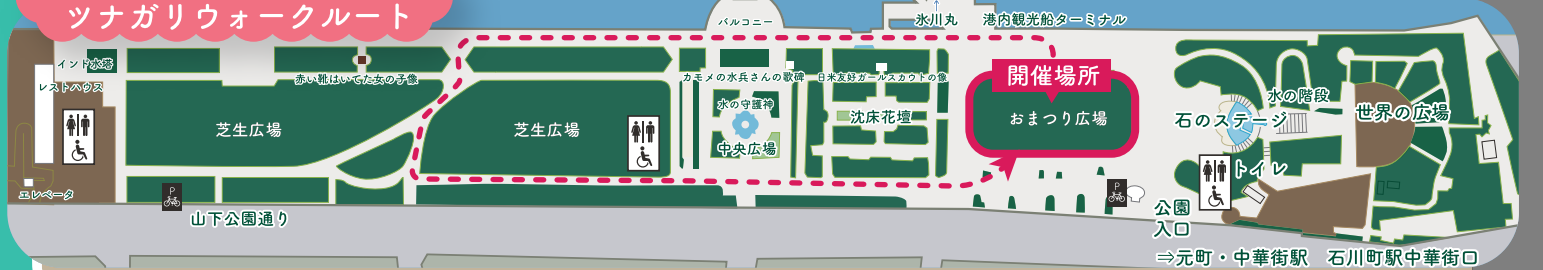 ツナガリウォークルート
バルコニー
氷川丸
港内観光船ターミナル
インド水塔
赤い靴はいてた女の子像
カモメの水兵さんの歌碑
日米友好ガールスカウトの像
開催場所
レストハウス
水の守護神
水の階段
芝生広場
芝生広場
沈床花壇
おまつり広場
石のステージ
世界の広場
中央広場
トイレ
エレベータ
P
P
山下公園通り
公園
入口
⇒元町・中華街駅 石川町駅中華街口